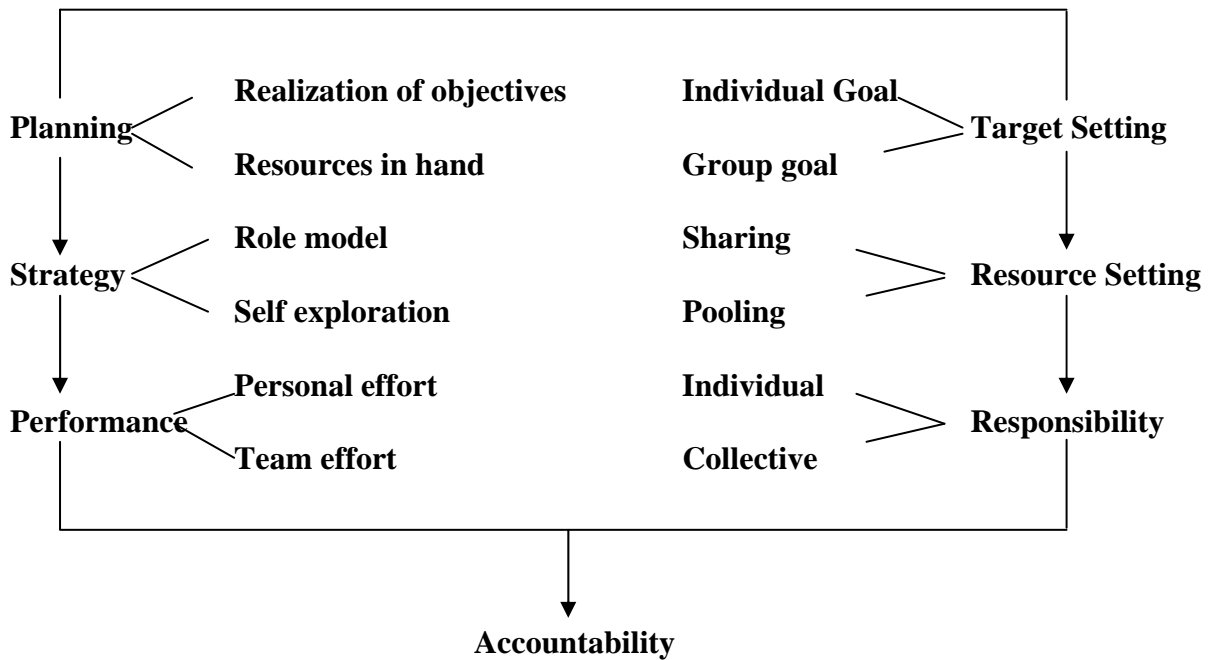 Realization of objectives Individual Goal
Planning Target Setting
Resources in hand Group goal
Role model Sharing
Strategy Resource Setting
Self exploration Pooling
Personal effort Individual
Performance Responsibility
Team effort Collective
Accountability